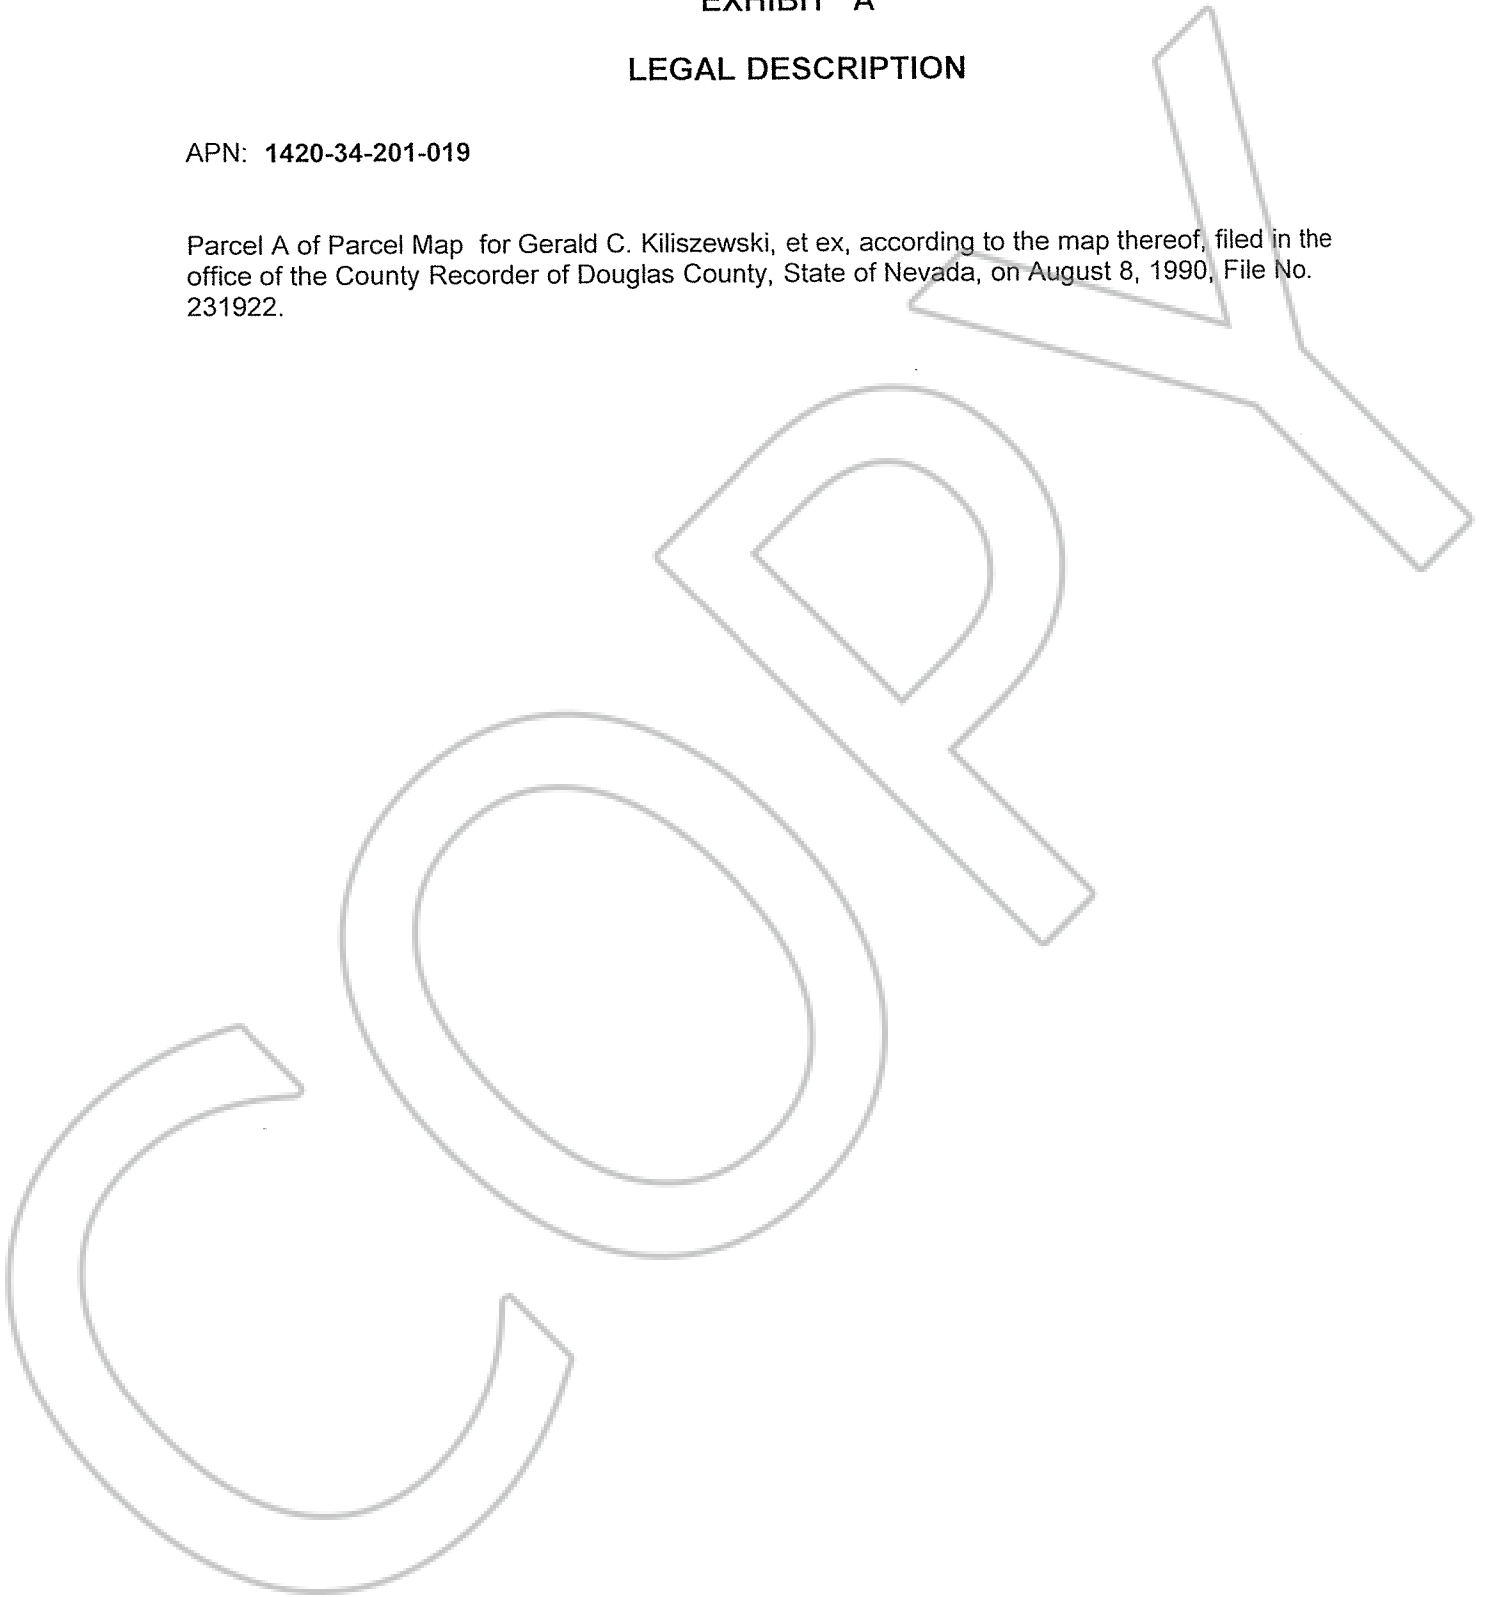 EXHIBIT A
LEGAL DESCRIPTION
APN: 1420-34-201-019
Parcel A of Parcel Map for Gerald C. Kiliszewski, et ex, according to the map thereof, filed in the
office of the County Recorder of Douglas County, State of Nevada, on August 8, 1990, File No.
231922.
COPY